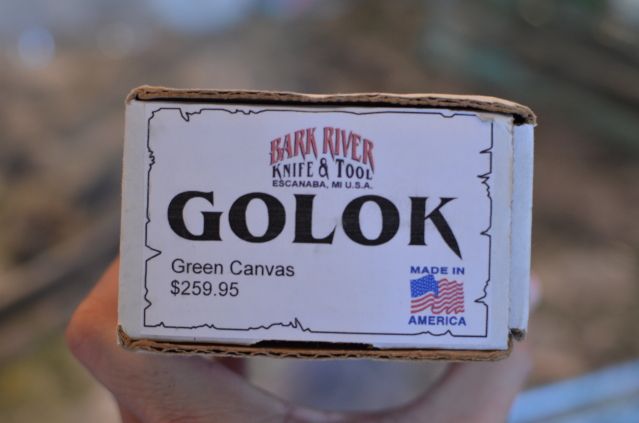 BARK RIVER
KNIFE & TOOL
ESCANABA, MI U.S.A.
GOLOK
Green Canvas
$259.95
MADE IN
AMERICA